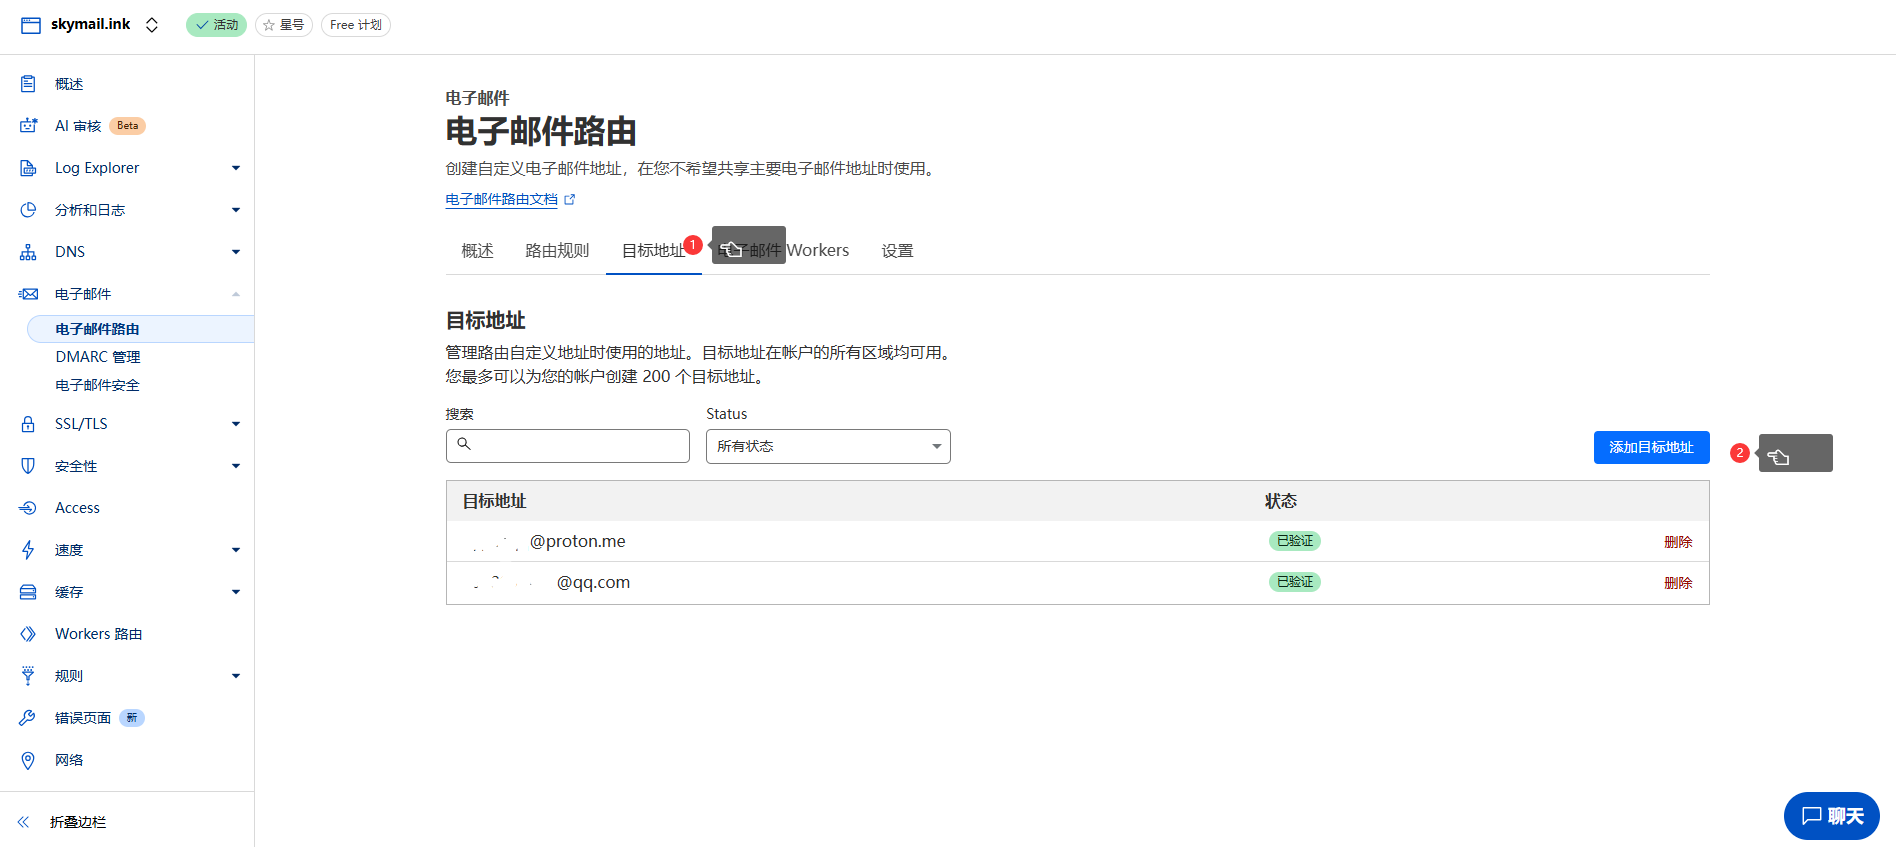 skymail.ink
活动
星号
Free 计划
概述
AI 审核
Beta
Log Explorer
分析和日志
DNS
电子邮件
电子邮件路由
DMARC 管理
电子邮件安全
SSL/TLS
安全性
Access
速度
缓存
Workers 路由
规则
错误页面
新
网络
折叠边栏
电子邮件
电子邮件路由
创建自定义电子邮件地址，在您不希望共享主要电子邮件地址时使用。
电子邮件路由文档
概述
路由规则
目标地址
1
电子邮件 Workers
设置
目标地址
管理路由自定义地址时使用的地址。目标地址在帐户的所有区域均可用。
您最多可以为您的帐户创建 200 个目标地址。
搜索
Status
所有状态
添加目标地址
2
目标地址
状态
@proton.me
已验证
删除
@qq.com
已验证
删除
聊天